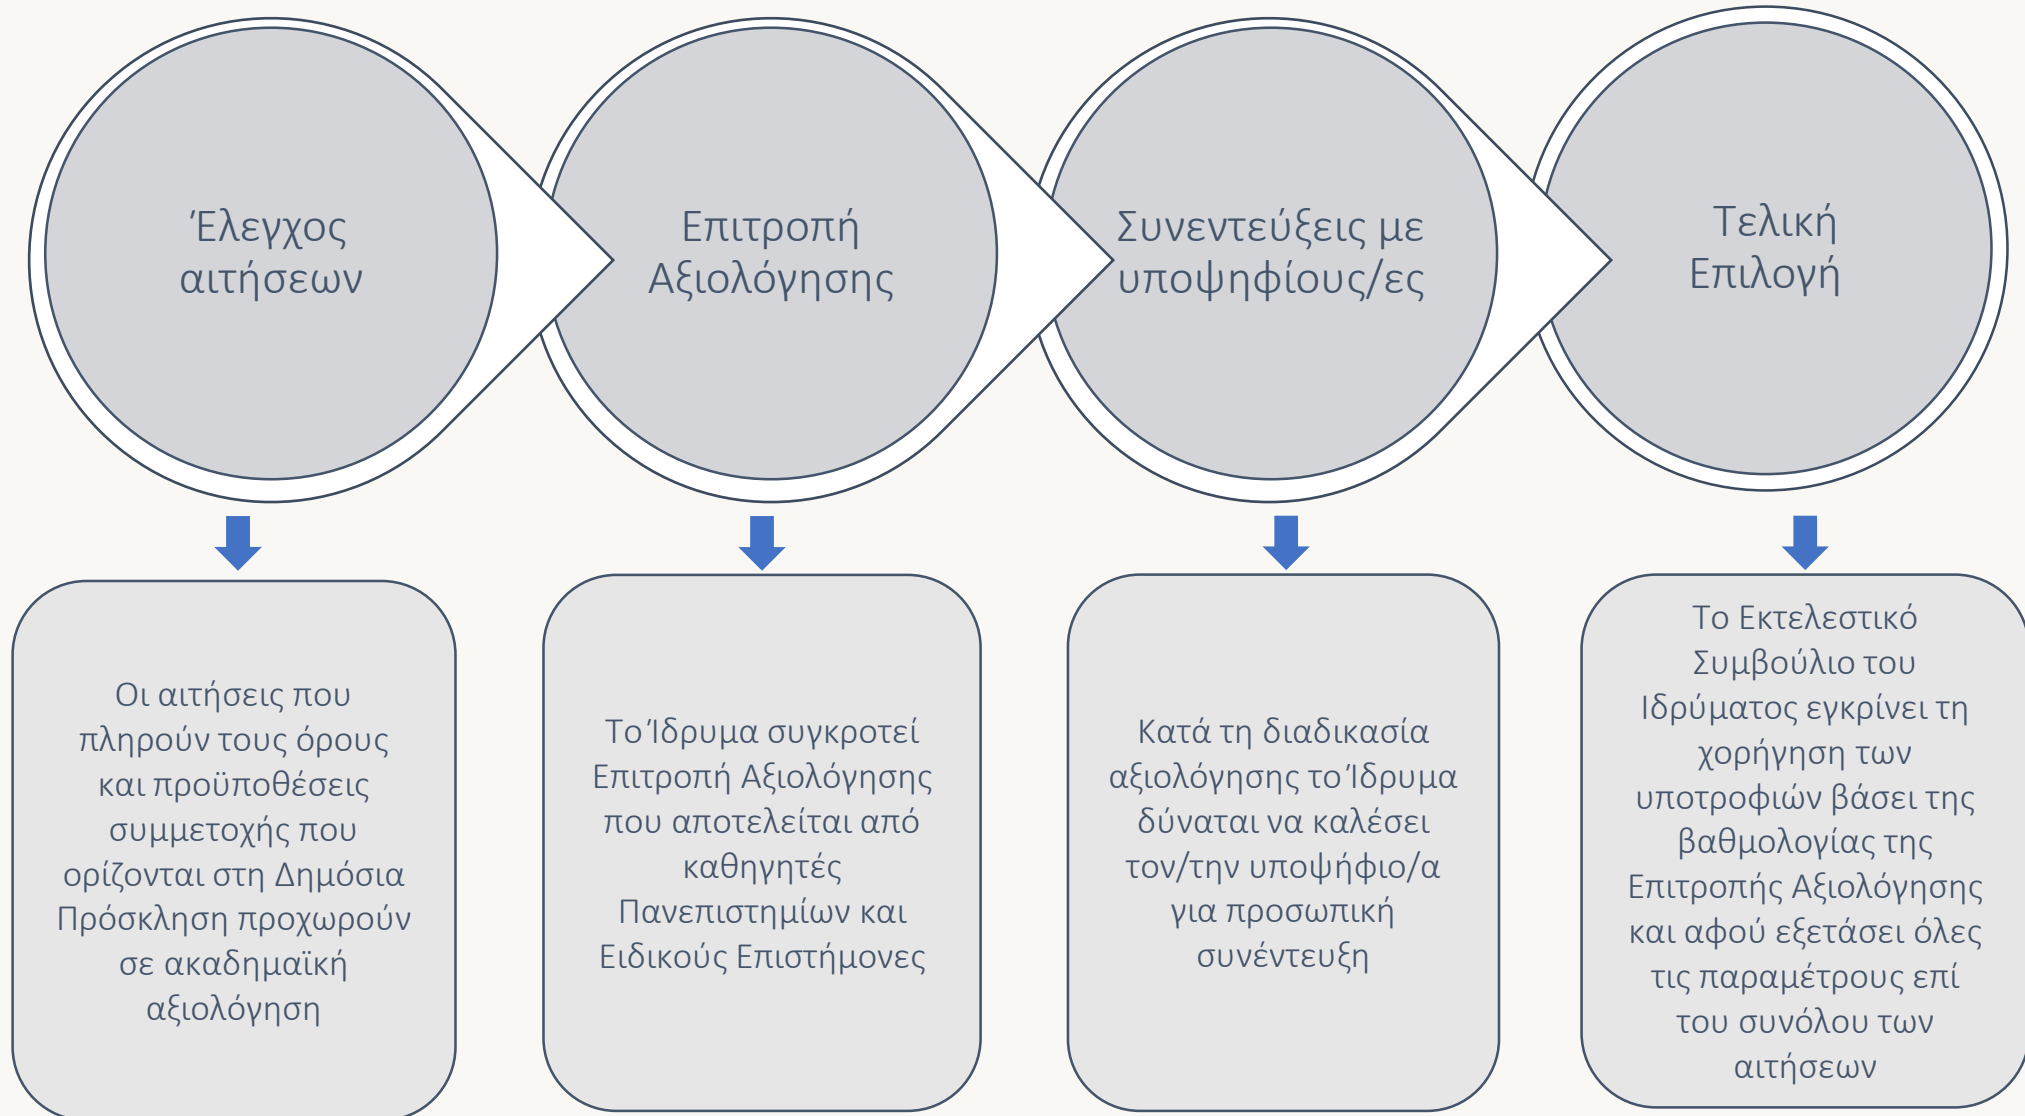 Έλεγχος
αιτήσεων
Επιτροπή
Αξιολόγησης
Συνεντεύξεις με
υποψηφίους/ες
Τελική
Επιλογή
Οι αιτήσεις που
πληρούν τους όρους
και προϋποθέσεις
συμμετοχής που
ορίζονται στη Δημόσια
Πρόσκληση προχωρούν
σε ακαδημαϊκή
αξιολόγηση
Το Ίδρυμα συγκροτεί
Επιτροπή Αξιολόγησης
που αποτελείται από
καθηγητές
Πανεπιστημίων και
Ειδικούς Επιστήμονες
Κατά τη διαδικασία
αξιολόγησης το Ίδρυμα
δύναται να καλέσει
τον/την υποψήφιο/α
για προσωπική
συνέντευξη
Το Εκτελεστικό
Συμβούλιο του
Ιδρύματος εγκρίνει τη
χορήγηση των
υποτροφιών βάσει της
βαθμολογίας της
Επιτροπής Αξιολόγησης
και αφού εξετάσει όλες
τις παραμέτρους επί
του συνόλου των
αιτήσεων